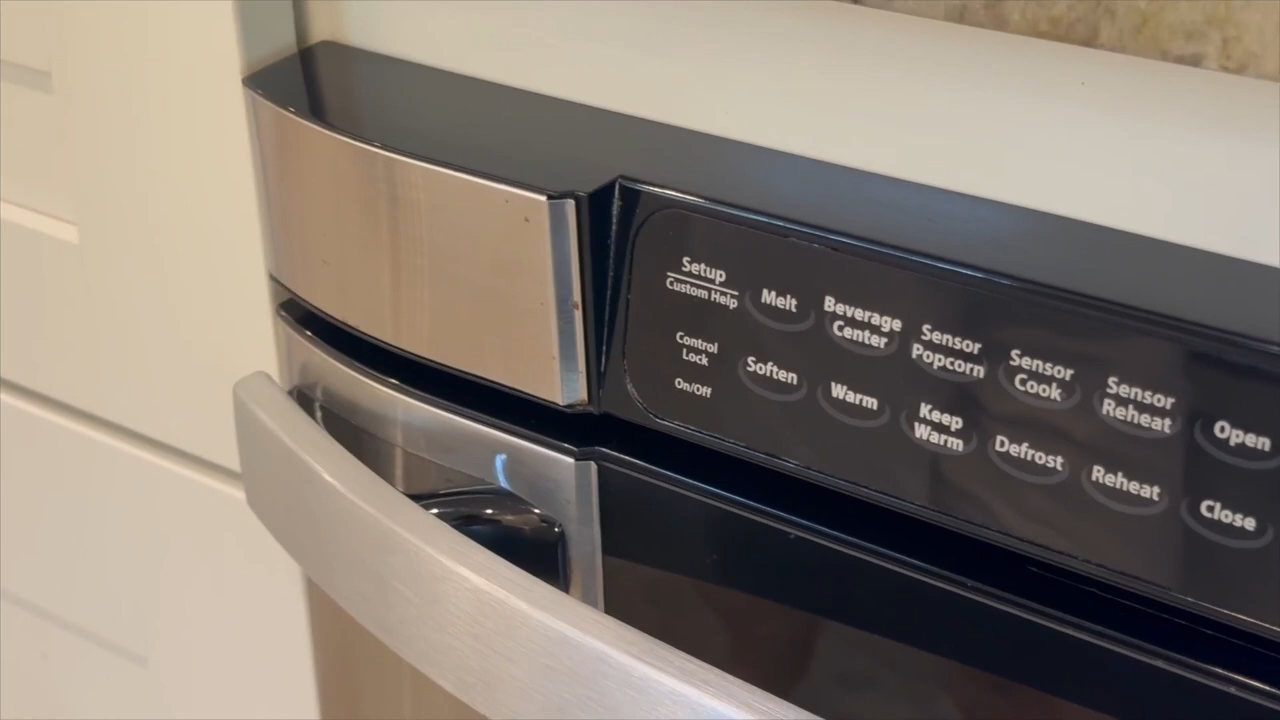 Setup
Custom Help
Melt
Beverage
Center
Sensor
Popcorn
Sensor
Cook
Sensor
Reheat
Open
Control
Lock
On/Off
Soften
Warm
Keep
Warm
Defrost
Reheat
Close